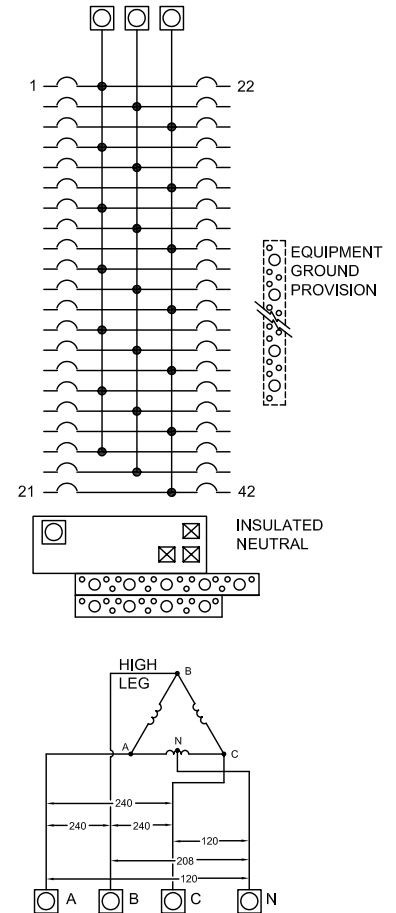 1 22
EQUIPMENT
GROUND
PROVISION
21 42
INSULATED
NEUTRAL
HIGH
LEG
B
A N C
240
240 240
120
208
120
A B C N